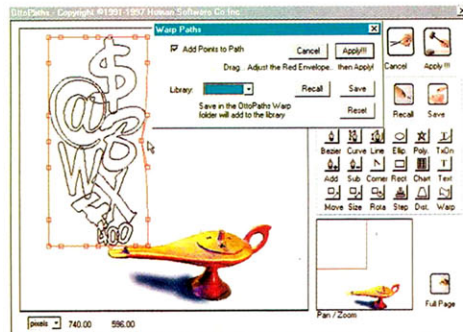 OttoPaths - Copyright ©1991-1997 Human Software Co Inc.
Warp Paths
Add Points to Path
Cancel
Apply!!!
Drag.. Adjust the Red Envelope.. then Apply!
Library:
Recall
Save
Save in the OttoPaths Warp
folder will add to the library
Reset
Cancel
Apply !!!
Recall
Save
Bezier Curve Line Ellip. Poly. TaDn
Add Sub Corner Rect Chart Text
Move Size Rota Step Dist. Warp
Pan / Zoom
Full Page
pixels 740.00 596.00
$
@